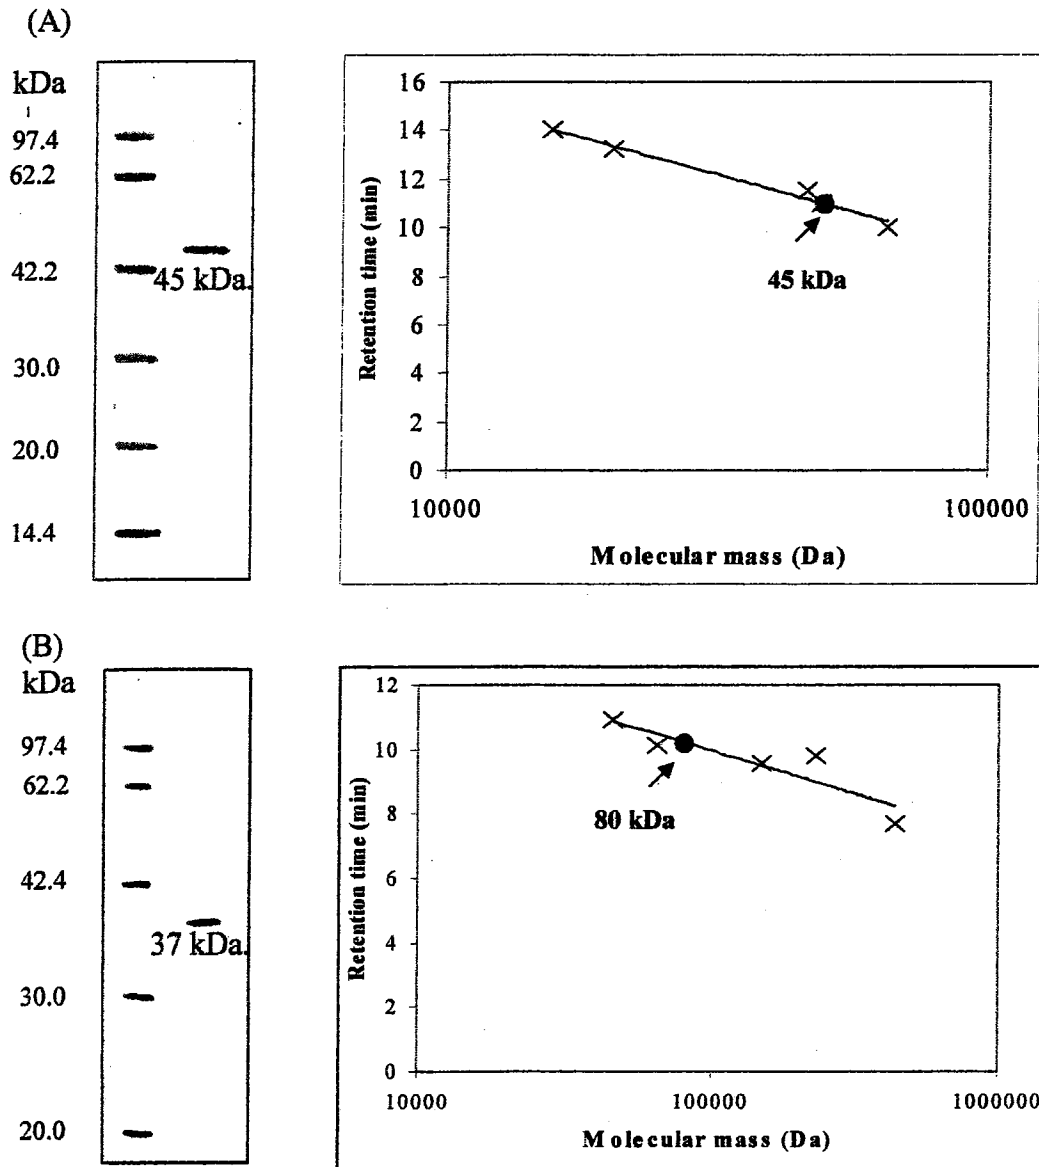 (A)
kDa
97.4
62.2
42.2
30.0
20.0
14.4
45 kDa.
16
14
12
10
8
6
4
2
0
Retention time (min)
45 kDa
10000
100000
Molecular mass (Da)
(B)
kDa
97.4
62.2
42.4
30.0
20.0
37 kDa.
12
10
8
6
4
2
0
Retention time (min)
80 kDa
10000
100000
1000000
Molecular mass (Da)